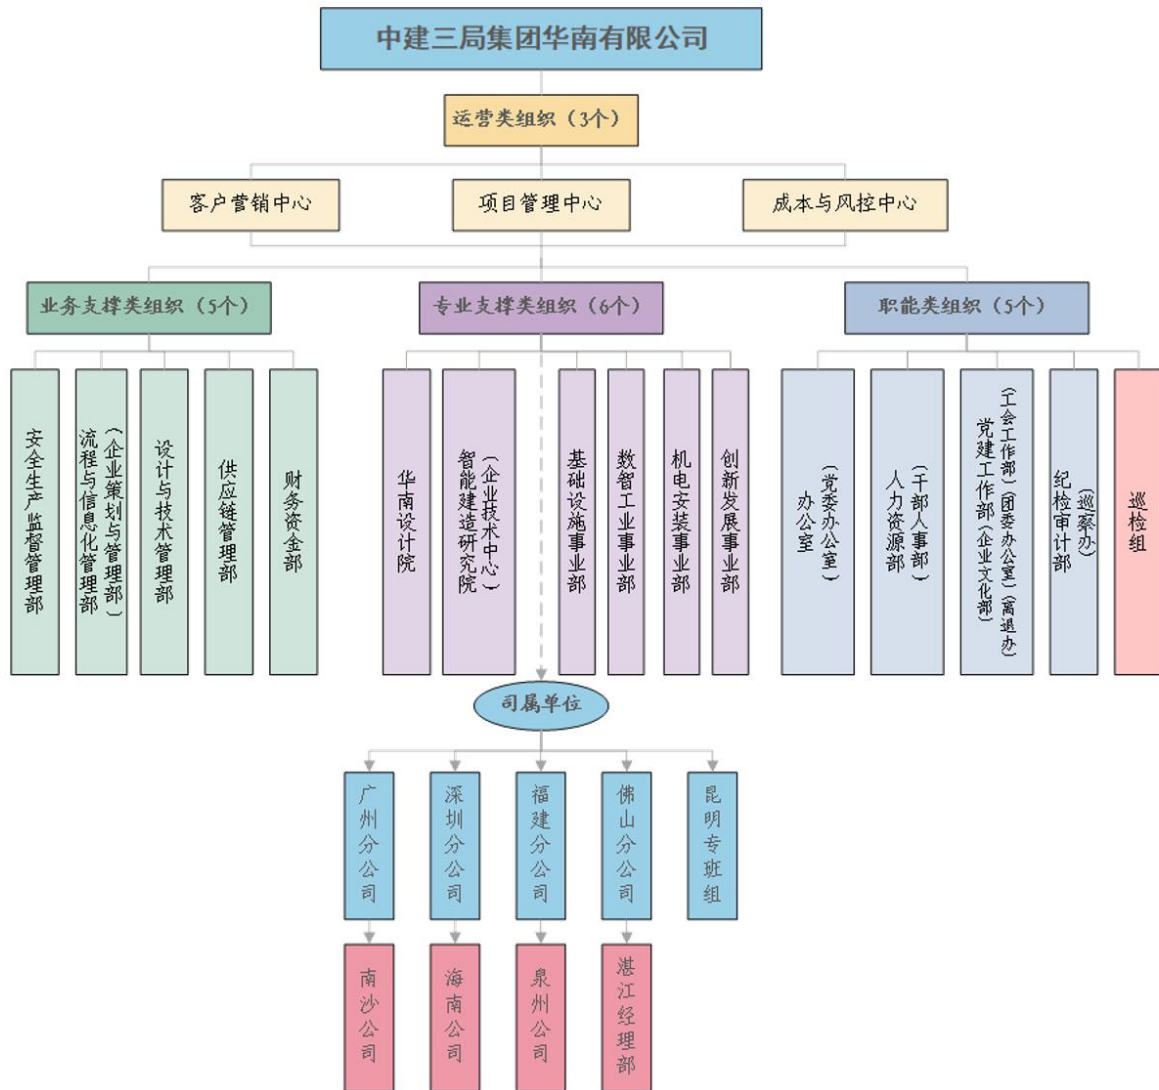 中建三局集团华南有限公司
运营类组织（3个）
客户营销中心
项目管理中心
成本与风控中心
业务支撑类组织（5个）
专业支撑类组织（6个）
职能类组织（5个）
安全生产监督管理部
流程与信息化管理部
（企业策划与管理部）
设计与技术管理部
供应链管理部
财务资金部
华南设计院
智能建造研究院
（企业技术中心）
基础设施事业部
数智工业事业部
机电安装事业部
创新发展事业部
办公室
（党委办公室）
人力资源部
（干部人事部）
党建工作部（企业文化部）
（工会工作部）（团委办公室）（离退办）
纪检审计部
（巡察办）
巡检组
司属单位
广州分公司
深圳分公司
福建分公司
佛山分公司
昆明专班组
南沙公司
海南公司
泉州公司
湛江经理部